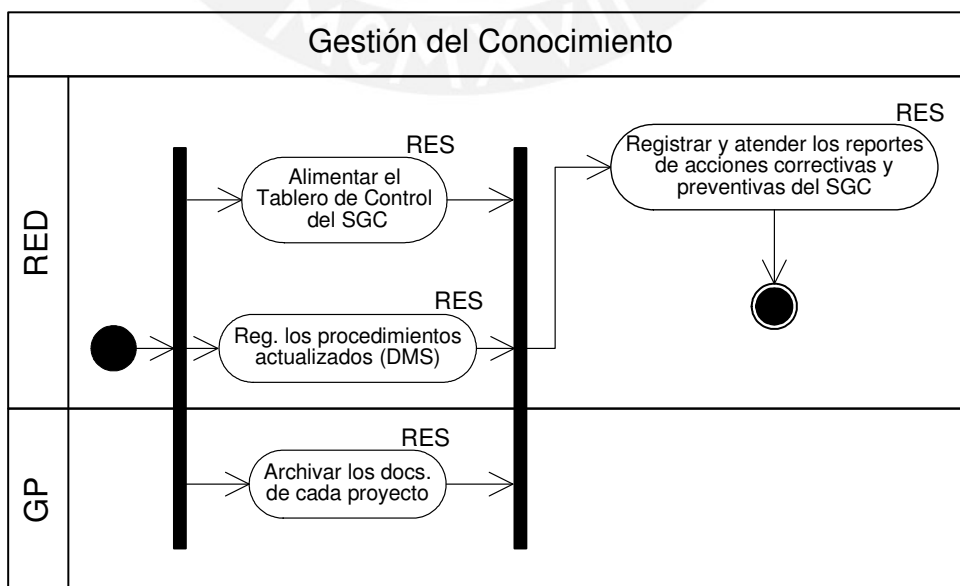 MCMXVII
Gestión del Conocimiento
RED
RES
Alimentar el
Tablero de Control
del SGC
RES
Registrar y atender los reportes
de acciones correctivas y
preventivas del SGC
RES
Reg. los procedimientos
actualizados (DMS)
GP
RES
Archivar los docs.
de cada proyecto